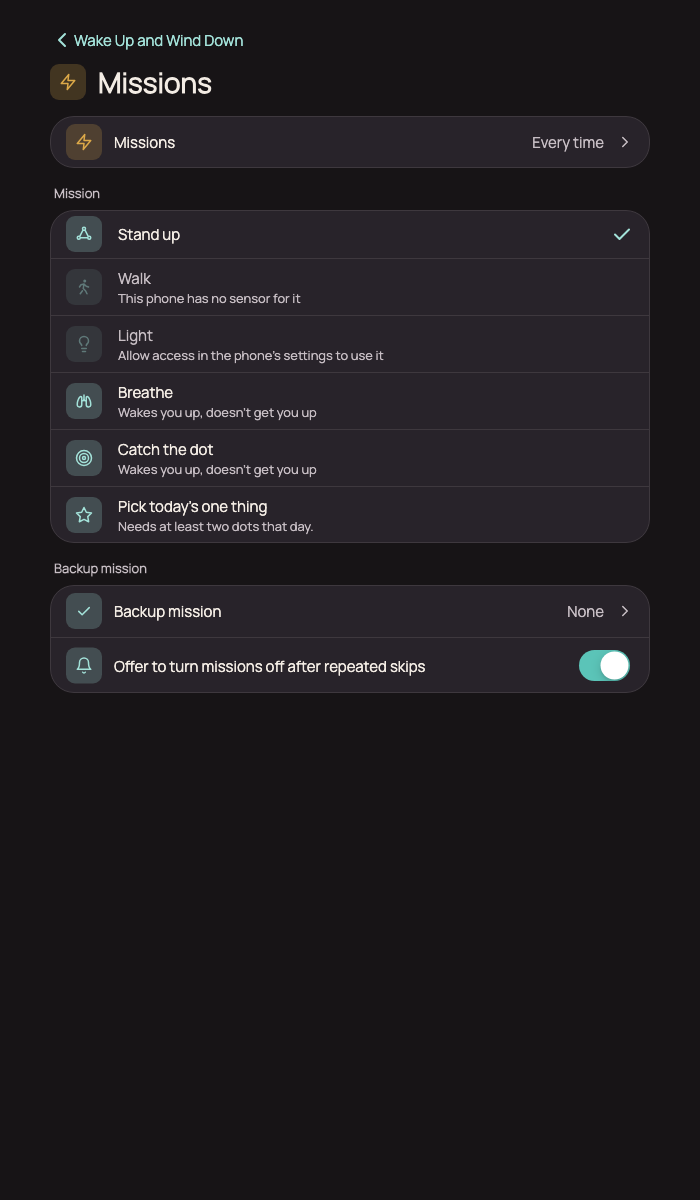 Wake Up and Wind Down
Missions
Missions
Every time
Mission
Stand up
Walk
This phone has no sensor for it
Light
Allow access in the phone's settings to use it
Breathe
Wakes you up, doesn't get you up
Catch the dot
Wakes you up, doesn't get you up
Pick today's one thing
Needs at least two dots that day.
Backup mission
Backup mission
None
Offer to turn missions off after repeated skips